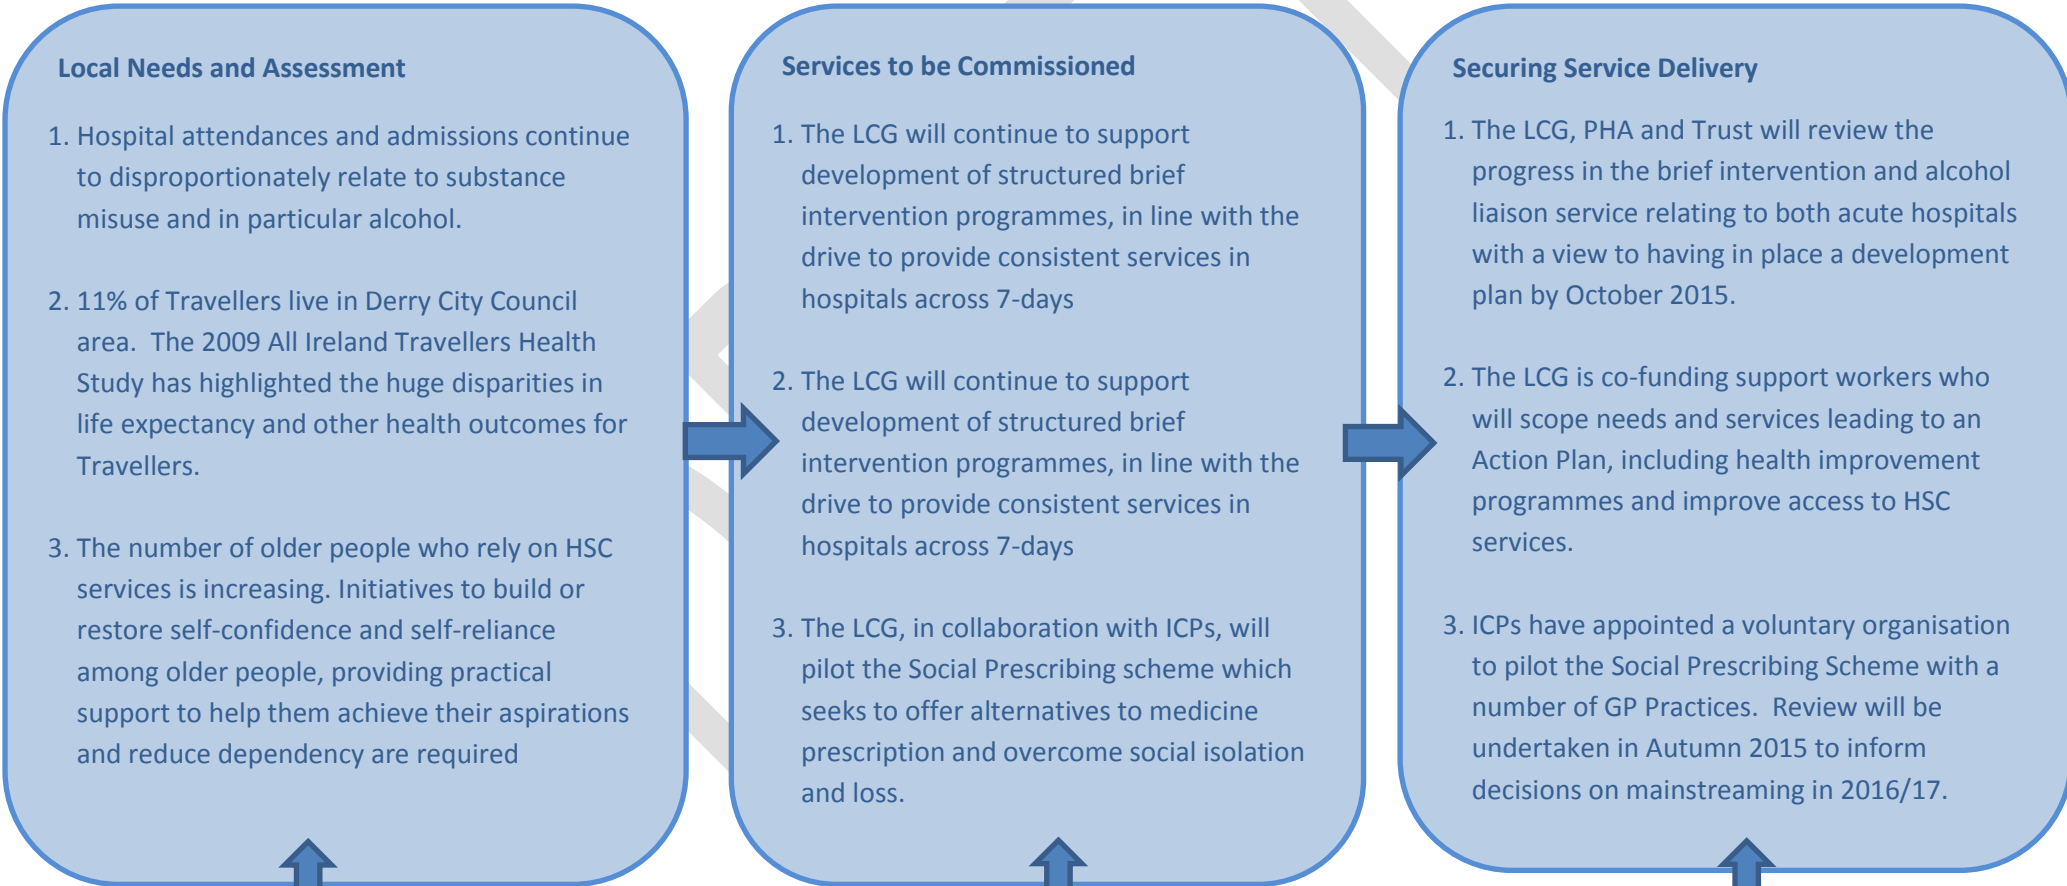 Local Needs and Assessment
1. Hospital attendances and admissions continue
to disproportionately relate to substance
misuse and in particular alcohol.
2. 11% of Travellers live in Derry City Council
area.  The 2009 All Ireland Travellers Health
Study has highlighted the huge disparities in
life expectancy and other health outcomes for
Travellers.
3. The number of older people who rely on HSC
services is increasing. Initiatives to build or
restore self-confidence and self-reliance
among older people, providing practical
support to help them achieve their aspirations
and reduce dependency are required
Services to be Commissioned
1. The LCG will continue to support
development of structured brief
intervention programmes, in line with the
drive to provide consistent services in
hospitals across 7-days
2. The LCG will continue to support
development of structured brief
intervention programmes, in line with the
drive to provide consistent services in
hospitals across 7-days
3. The LCG, in collaboration with ICPs, will
pilot the Social Prescribing scheme which
seeks to offer alternatives to medicine
prescription and overcome social isolation
and loss.
Securing Service Delivery
1. The LCG, PHA and Trust will review the
progress in the brief intervention and alcohol
liaison service relating to both acute hospitals
with a view to having in place a development
plan by October 2015.
2. The LCG is co-funding support workers who
will scope needs and services leading to an
Action Plan, including health improvement
programmes and improve access to HSC
services.
3. ICPs have appointed a voluntary organisation
to pilot the Social Prescribing Scheme with a
number of GP Practices.  Review will be
undertaken in Autumn 2015 to inform
decisions on mainstreaming in 2016/17.